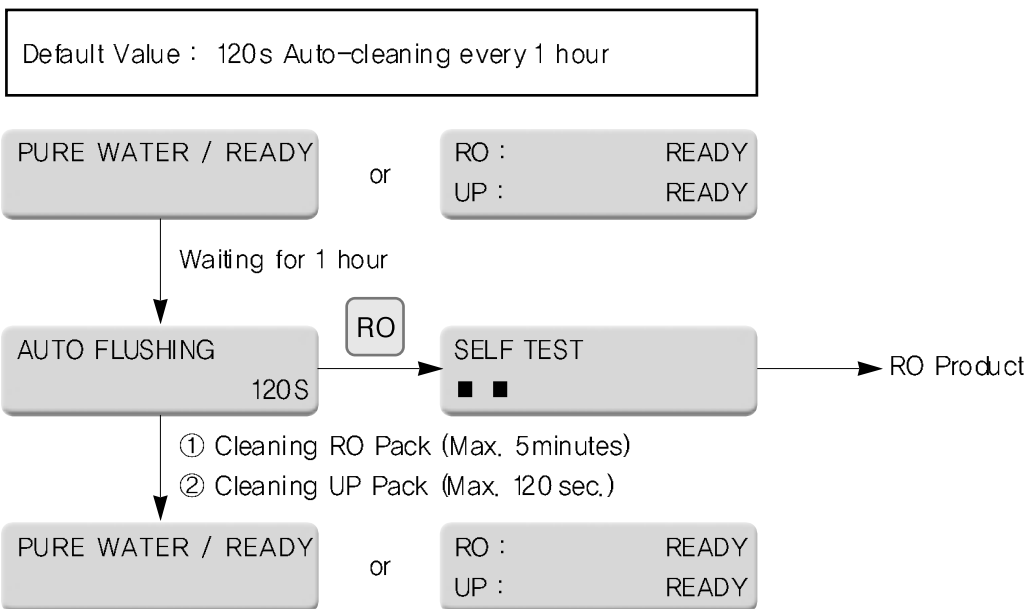 Default Value : 120s Auto-cleaning every 1 hour
PURE WATER / READY
or
RO : READY
UP : READY
Waiting for 1 hour
AUTO FLUSHING
120S
RO
SELF TEST
■ ■
RO Product
① Cleaning RO Pack (Max. 5minutes)
② Cleaning UP Pack (Max. 120 sec.)
PURE WATER / READY
or
RO : READY
UP : READY